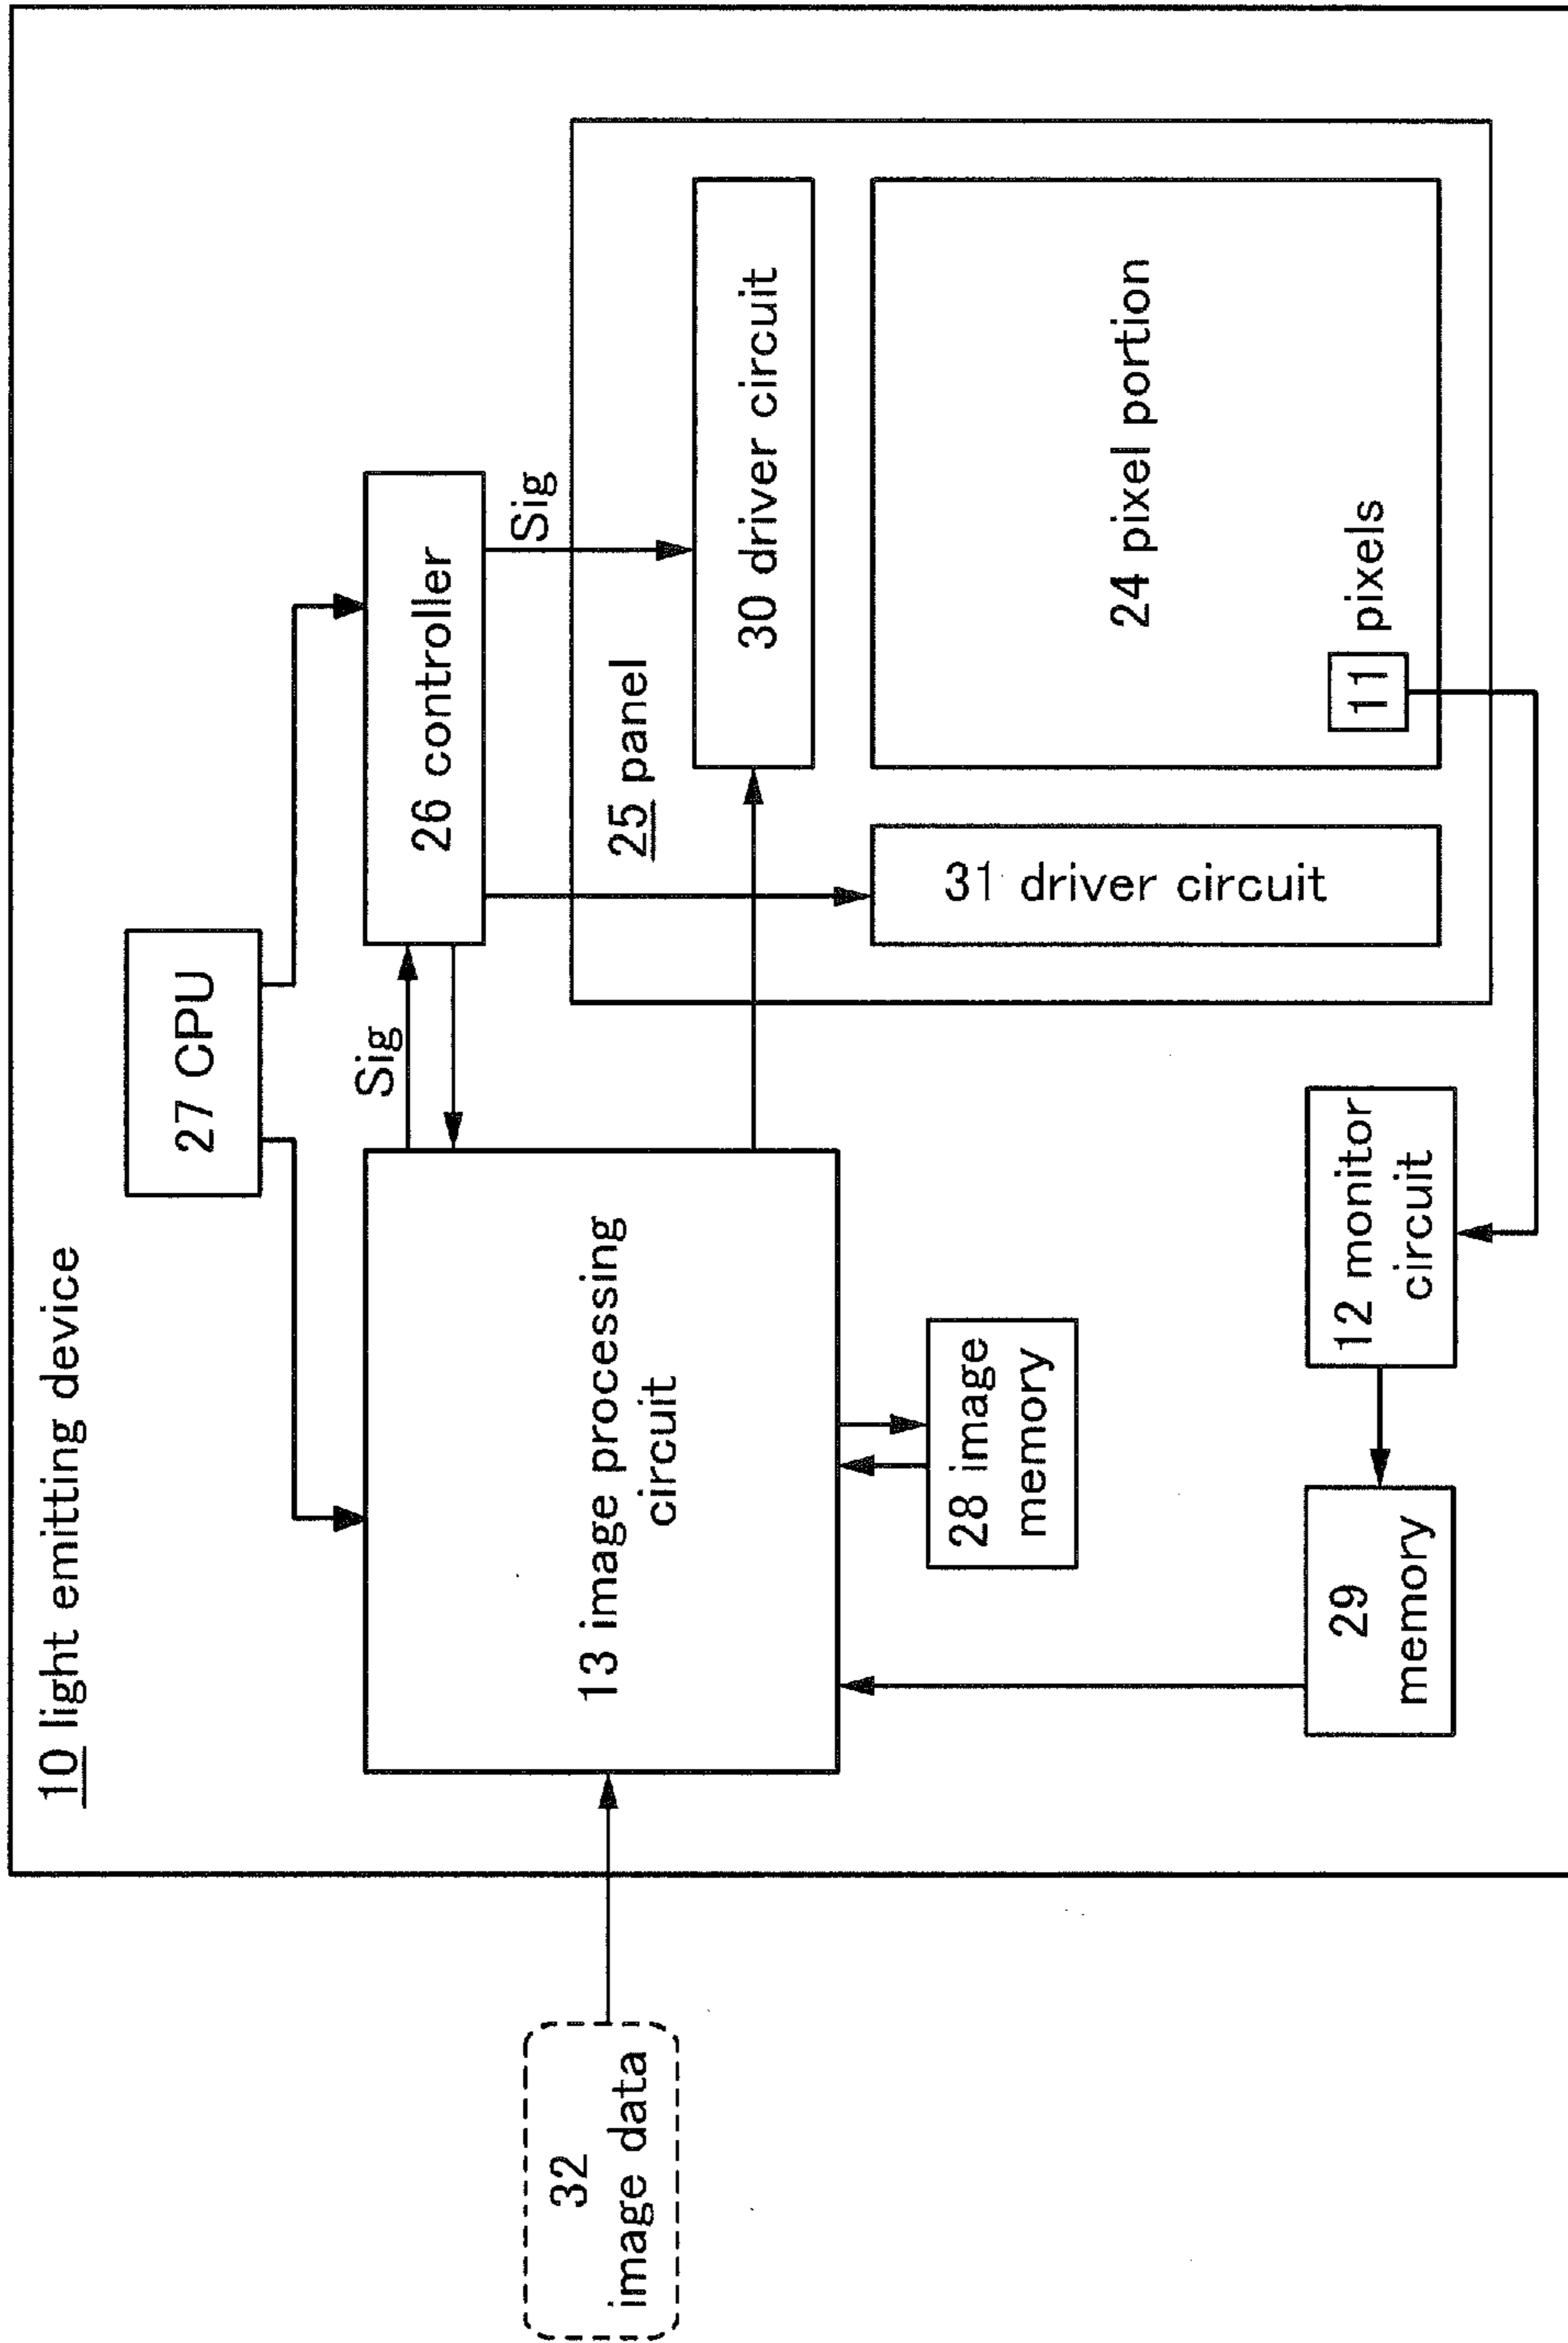 10 light emitting device
27 CPU
Sig
26 controller
Sig
32
image data
13 image processing
circuit
25 panel
30 driver circuit
28 image
memory
31 driver circuit
24 pixel portion
29
memory
12 monitor
circuit
11 pixels